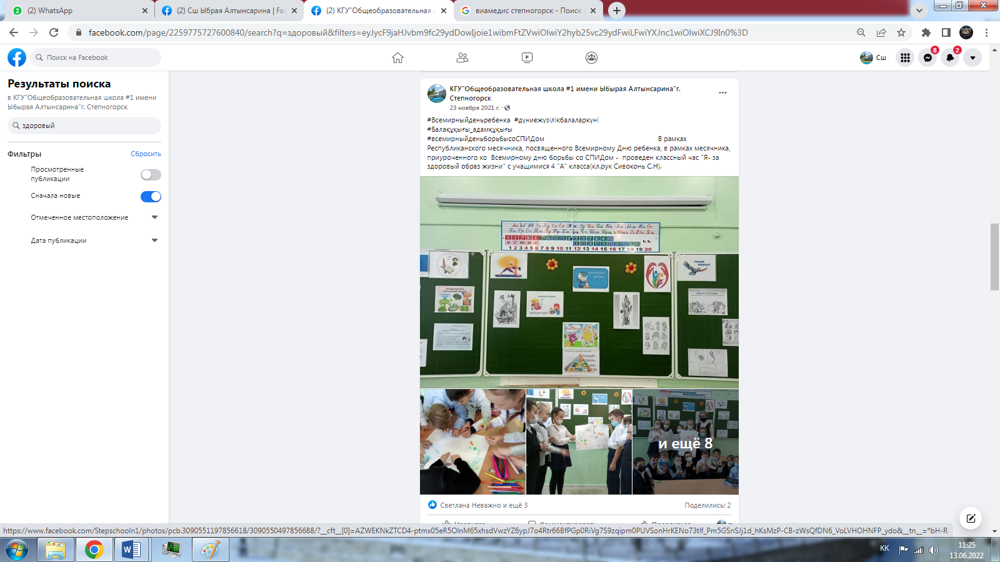 (2) WhatsApp
(2) Сш Ыбрая Алтынсарина | Fac
(2) КГУ"Общеобразовательная
виамедис степногорск - Поиск
facebook.com/page/2259775727600840/search?q=здоровый&filters=eyJycF9jaHJvbm9fc29ydDowIjoie1wibmFtZVwiOlwiY2hyb25vc29ydFwiLFwiYXJnc1wiOlwiXCJ9In0%3D
Поиск на Facebook
Сш
8
2
Результаты поиска
в КГУ"Общеобразовательная школа #1 имени
Ыбырая Алтынсарина"г. Степногорск
здоровый
Фильтры
Сбросить
Просмотренные
публикации
Сначала новые
Отмеченное местоположение
Дата публикации
КГУ"Общеобразовательная школа #1 имени Ыбырая Алтынсарина"г.
Степногорск
23 ноября 2021 г. ·
#Всемирныйденьребенка #дүниежүзілікбалаларкүні
#Балақұқығы_адамқұқығы
#всемирныйденьборьбысоСПИДом В рамках
Республиканского месячника, посвященного Всемирному Дню ребенка, в рамках месячника,
приуроченного ко Всемирному дню борьбы со СПИДом - проведен классный час "Я- за
здоровый образ жизни" с учащимися 4 "А" класса(кл.рук Сивоконь С.Н).
1 2 3 4 5 6 7 8 9 10 11 12 13 14 15 16 17 18 19 20
и ещё 8
Светлана Неважно и ещё 3
Поделились: 2
Нравится
Комментировать
Поделиться
https://www.facebook.com/Stepschooln1/photos/pcb.3090551197856618/3090550497856688/?__cft__[0]=AZWEKNkZTCD4-ptmx05eR5OlnM65xhsdVwzYZ6ypJ7o4Rtr66BfPGp0RiVg7S9zqipm0PUVSonHrKENo73tlf_Pm5GSnSJj1d_hKsMzP-CB-zWsQfDN6_VoLVHOHNFP_ydo&__tn__=*bH-R
KK
11:25
13.06.2022